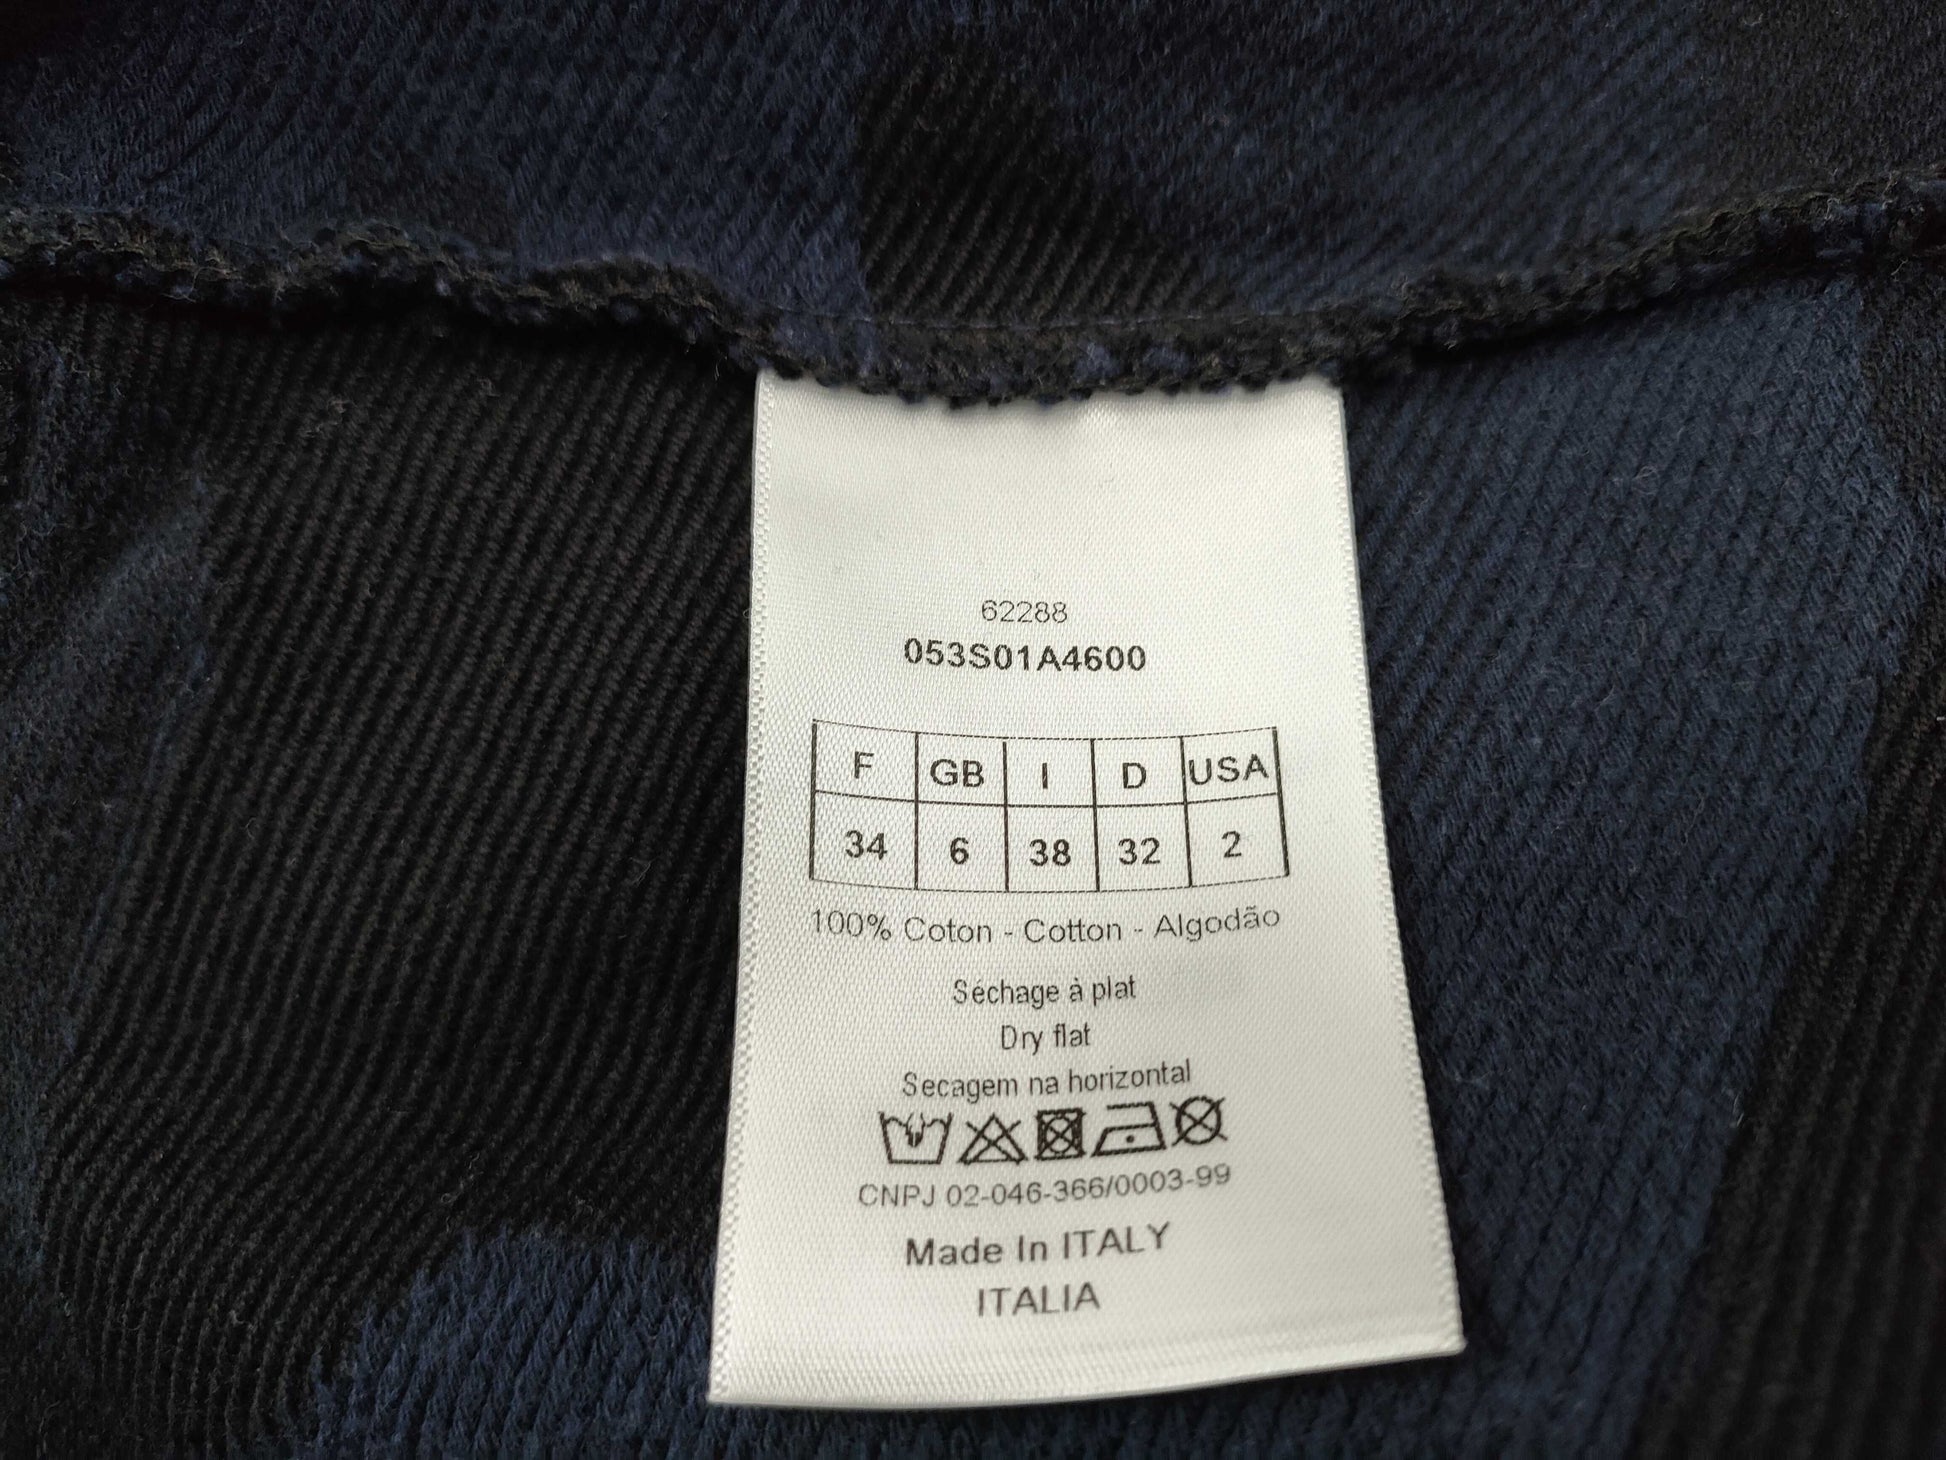 62288
053S01A4600
F GB I D USA
34 6 38 32 2
100% Coton - Cotton - Algodão
Séchage à plat
Dry flat
Secagem na horizontal
CNPJ 02-046-366/0003-99
Made In ITALY
ITALIA